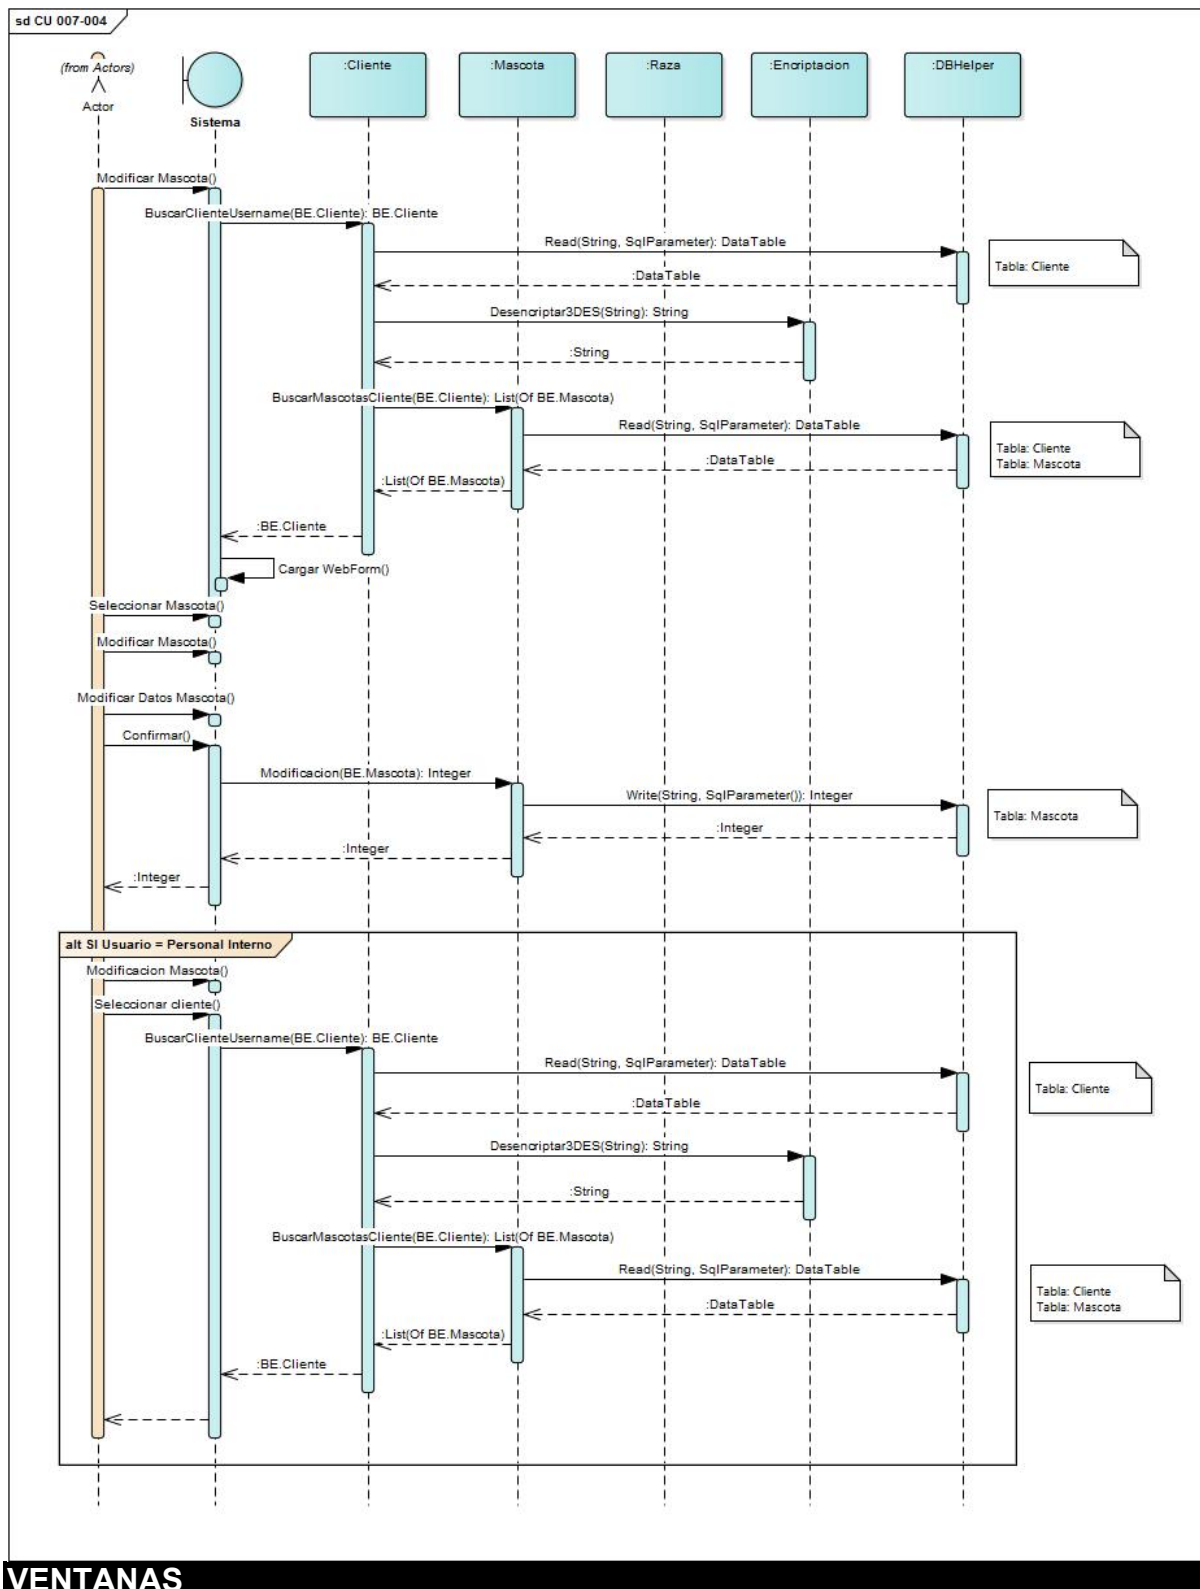 sd CU 007-004
(from Actors)
Actor
Sistema
:Cliente
:Mascota
:Raza
:Encriptacion
:DBHelper
Modificar Mascota()
BuscarClienteUsername(BE.Cliente): BE.Cliente
Read(String, SqlParameter): DataTable
Tabla: Cliente
:DataTable
Desencriptar3DES(String): String
:String
BuscarMascotasCliente(BE.Cliente): List(Of BE.Mascota)
Read(String, SqlParameter): DataTable
Tabla: Cliente
Tabla: Mascota
:DataTable
:List(Of BE.Mascota)
:BE.Cliente
Cargar WebForm()
Seleccionar Mascota()
Modificar Mascota()
Modificar Datos Mascota()
Confirmar()
Modificacion(BE.Mascota): Integer
Write(String, SqlParameter()): Integer
Tabla: Mascota
:Integer
:Integer
:Integer
alt SI Usuario = Personal Interno
Modificacion Mascota()
Seleccionar cliente()
BuscarClienteUsername(BE.Cliente): BE.Cliente
Read(String, SqlParameter): DataTable
Tabla: Cliente
:DataTable
Desencriptar3DES(String): String
:String
BuscarMascotasCliente(BE.Cliente): List(Of BE.Mascota)
Read(String, SqlParameter): DataTable
Tabla: Cliente
Tabla: Mascota
:DataTable
:List(Of BE.Mascota)
:BE.Cliente
VENTANAS